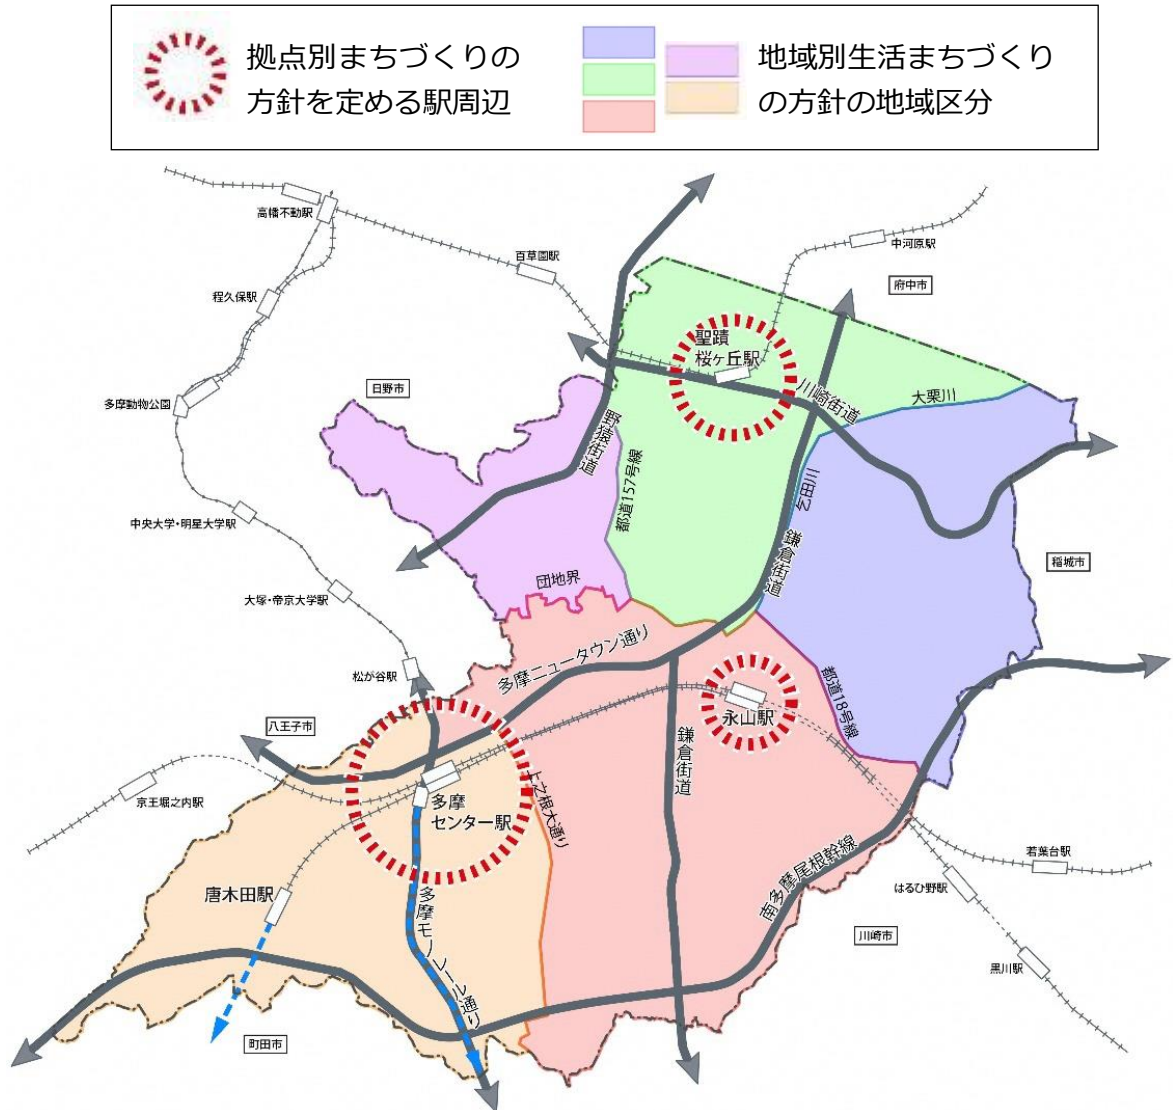 拠点別まちづくりの
方針を定める駅周辺
地域別生活まちづくり
の方針の地域区分
高幡不動駅
百草園駅
中河原駅
府中市
程久保駅
聖蹟
桜ヶ丘駅
日野市
多摩動物公園
川崎街道
大栗川
野猿街道
都道157号線
乞田川
中央大学・明星大学駅
鎌倉街道
稲城市
団地界
大塚・帝京大学駅
多摩ニュータウン通り
松が谷駅
都道18号線
永山駅
八王子市
鎌倉街道
京王堀之内駅
多摩
センター駅
上之根大通り
若葉台駅
唐木田駅
南多摩尾根幹線
はるひ野駅
多摩モノレール通り
川崎市
黒川駅
町田市